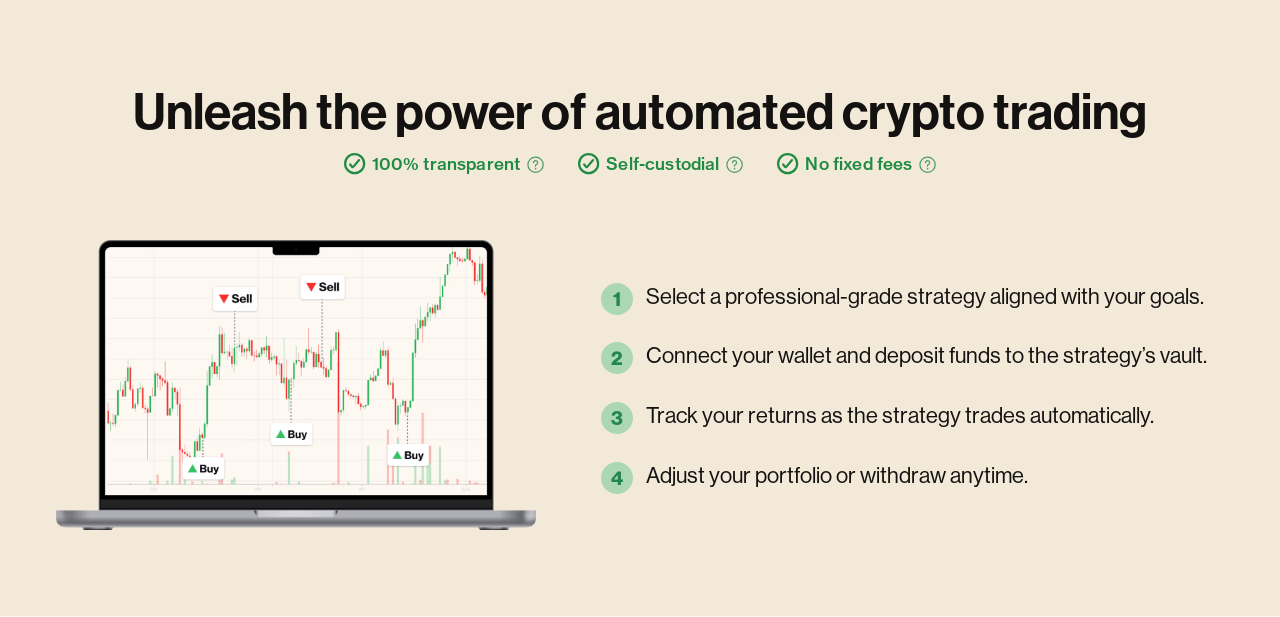 Unleash the power of automated crypto trading
100% transparent ? Self-custodial ? No fixed fees ?
Sell
Sell
Buy
Buy
Buy
1 Select a professional-grade strategy aligned with your goals.
2 Connect your wallet and deposit funds to the strategy’s vault.
3 Track your returns as the strategy trades automatically.
4 Adjust your portfolio or withdraw anytime.